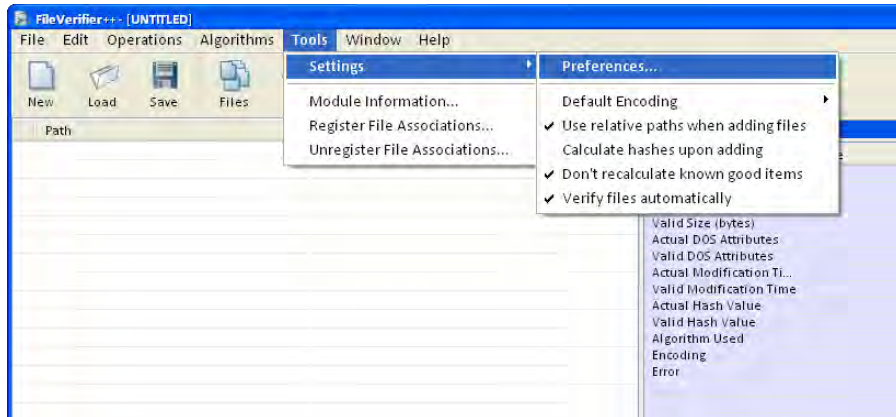 FileVerifier++ - [UNTITLED]
File Edit Operations Algorithms Tools Window Help
New Load Save Files
Path
Settings
Module Information...
Register File Associations...
Unregister File Associations...
Preferences...
Default Encoding
Use relative paths when adding files
Calculate hashes upon adding
Don't recalculate known good items
Verify files automatically
Valid Size (bytes)
Actual DOS Attributes
Valid DOS Attributes
Actual Modification Ti...
Valid Modification Time
Actual Hash Value
Valid Hash Value
Algorithm Used
Encoding
Error